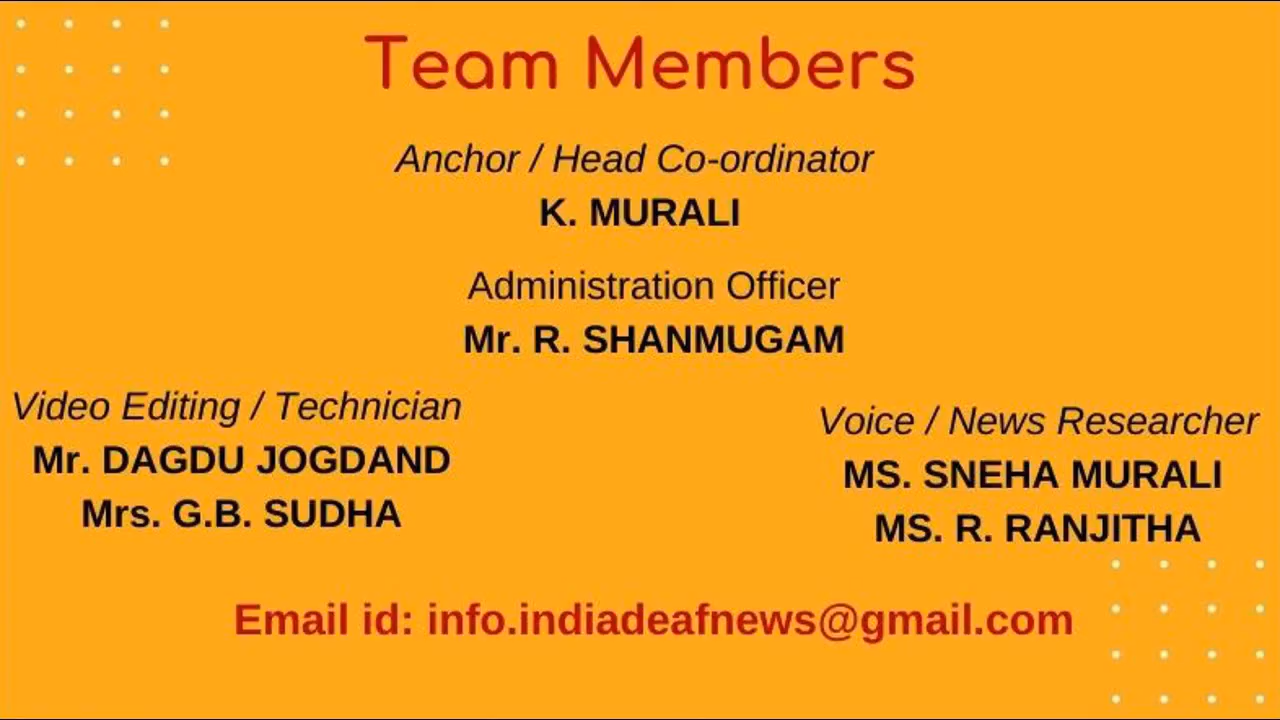 Team Members
Anchor / Head Co-ordinator
K. MURALI
Administration Officer
Mr. R. SHANMUGAM
Video Editing / Technician
Mr. DAGDU JOGDAND
Mrs. G.B. SUDHA
Voice / News Researcher
MS. SNEHA MURALI
MS. R. RANJITHA
Email id: info.indiadeafnews@gmail.com